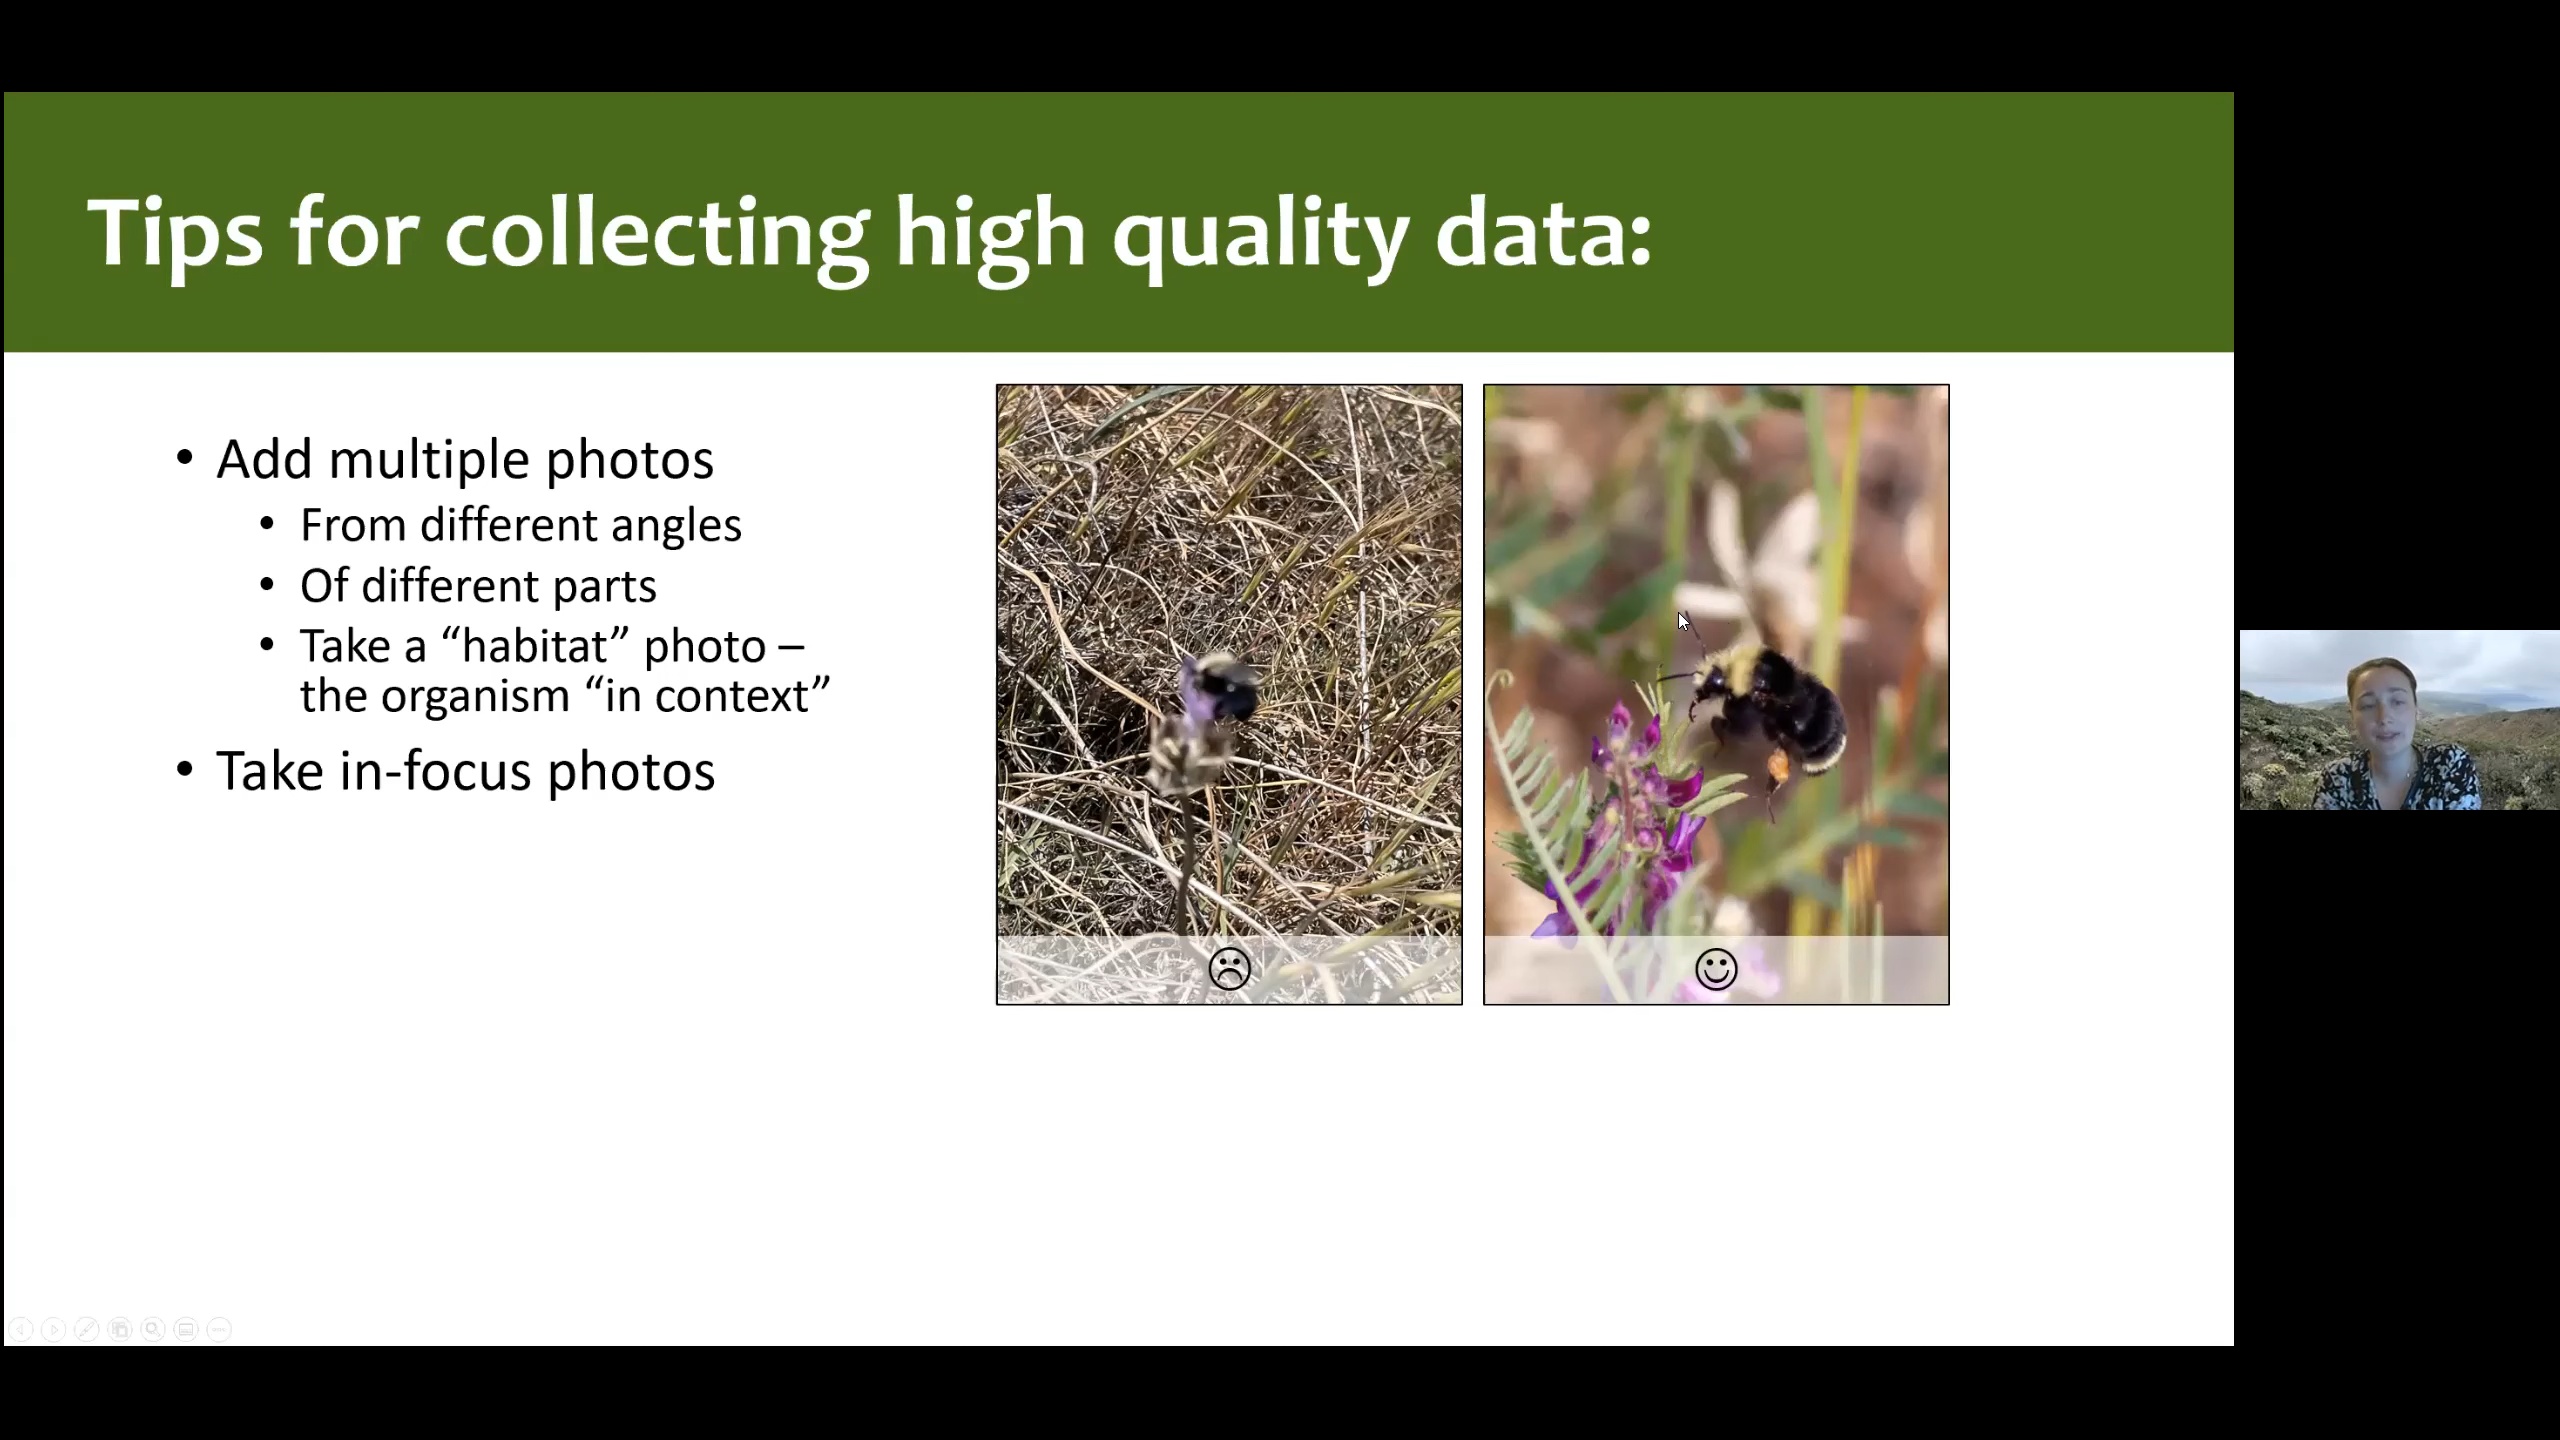 Tips for collecting high quality data:
• Add multiple photos
• From different angles
• Of different parts
• Take a “habitat” photo –
the organism “in context”
• Take in-focus photos